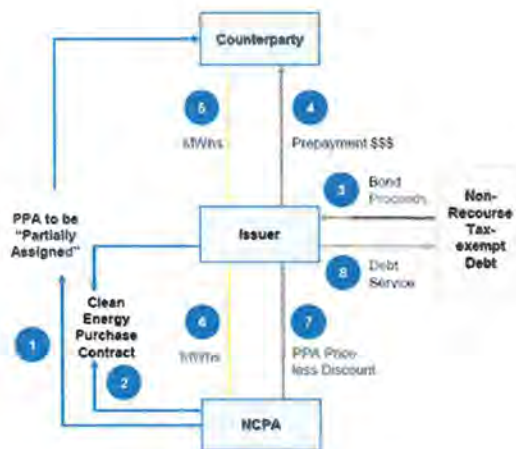 Counterparty
5
4
MWhs
Prepayment $$$
3
Bond
Proceeds
Non-
Recourse
Tax-
exempt
Debt
PPA to be
"Partially
Assigned"
Issuer
8
Debt
Service
Clean
Energy
Purchase
Contract
1
2
6
7
MWhs
PPA Price
less Discount
NCPA